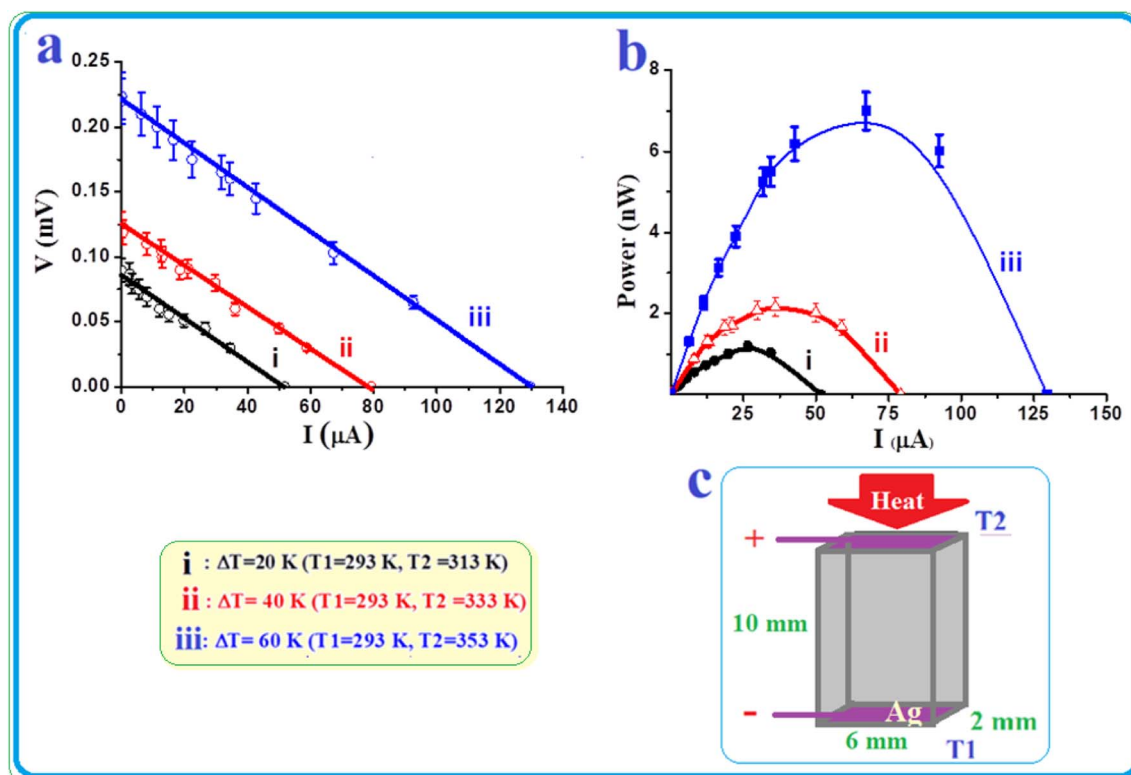 a
0.25
0.20
0.15
0.10
0.05
0.00
V (mV)
0 20 40 60 80 100 120 140
I (μA)
i
ii
iii
b
8
6
4
2
0
Power (nW)
25 50 75 100 125 150
I (μA)
i
ii
iii
i : ΔT=20 K (T1=293 K, T2 =313 K)
ii : ΔT= 40 K (T1=293 K, T2 =333 K)
iii: ΔT= 60 K (T1=293 K, T2=353 K)
c
Heat
T2
+
10 mm
-
Ag
2 mm
6 mm
T1